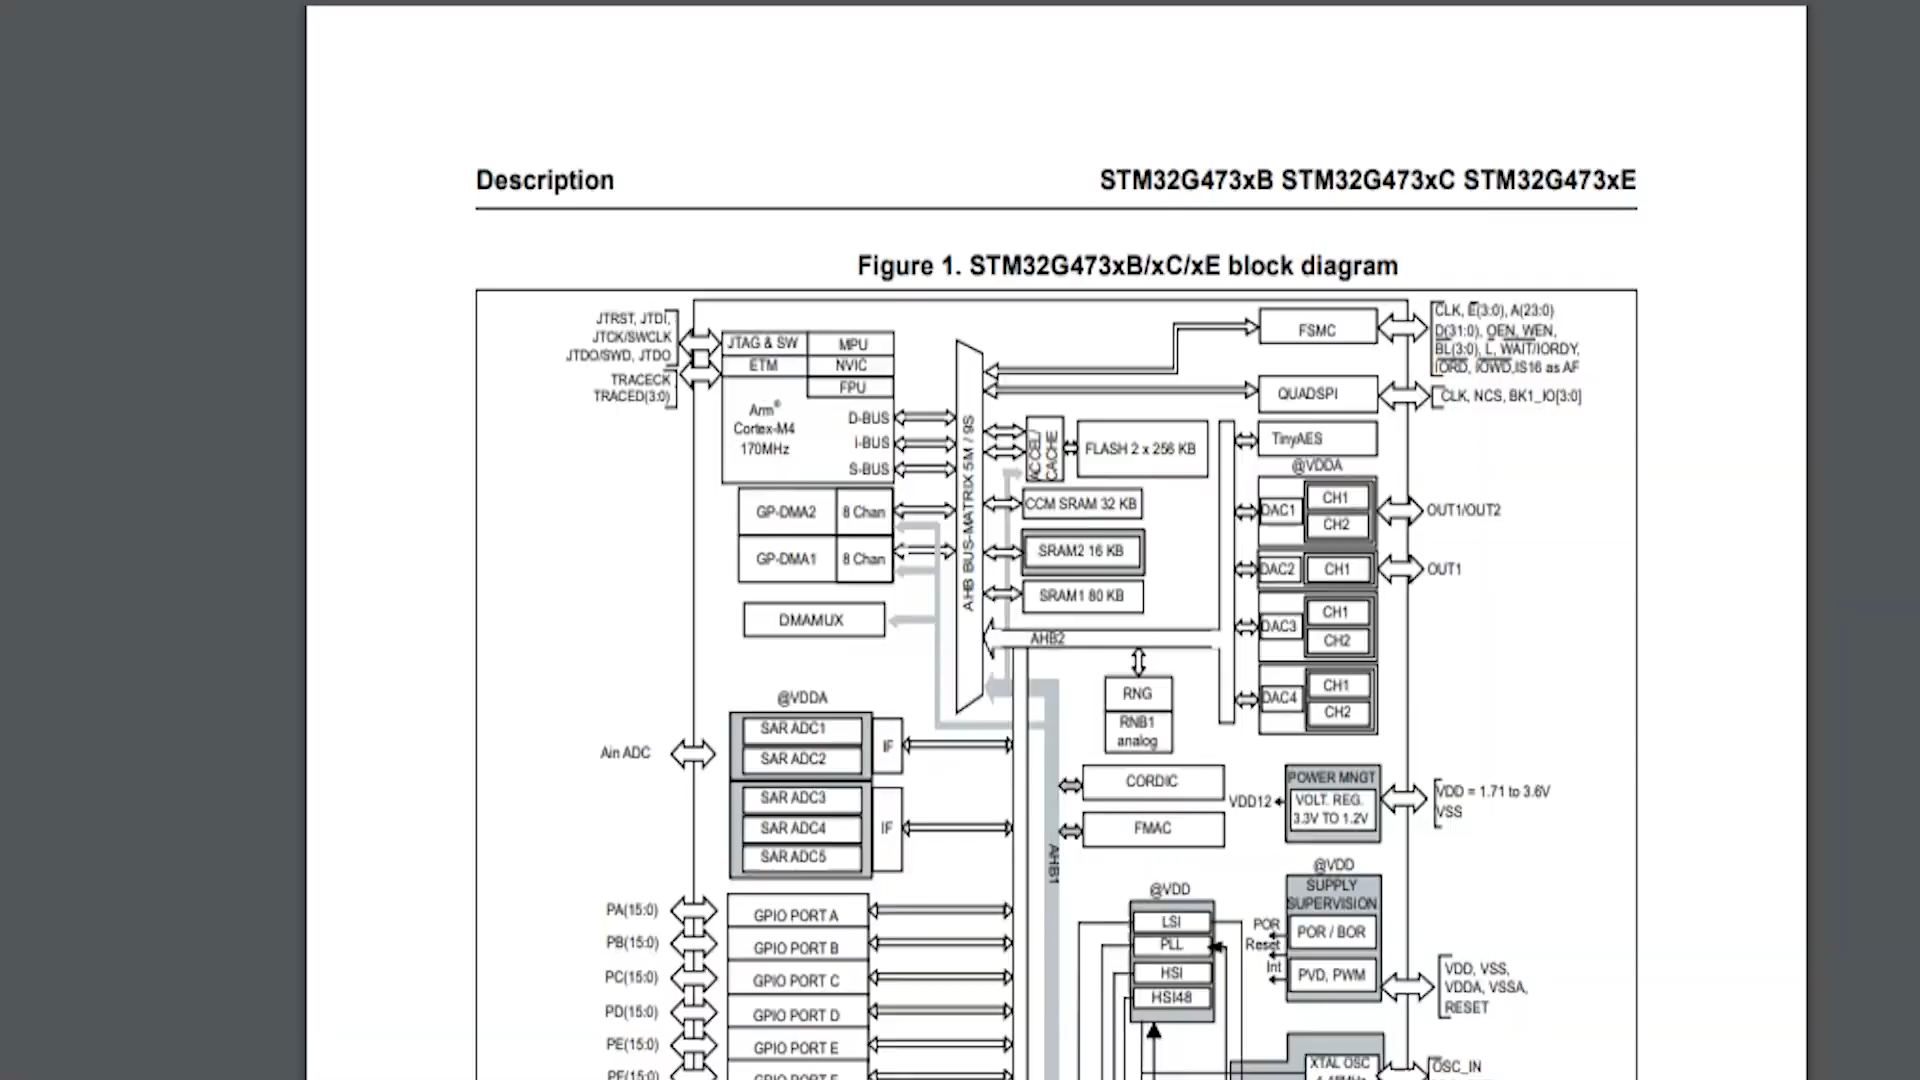 Description
STM32G473xB STM32G473xC STM32G473xE
Figure 1. STM32G473xB/xC/xE block diagram
JTRST, JTDI,
JTCK/SWCLK
JTDO/SWD, JTDO
TRACECK
TRACED(3:0)
JTAG & SW
MPU
ETM
NVIC
FPU
Arm®
Cortex-M4
170MHz
D-BUS
I-BUS
S-BUS
GP-DMA2
8 Chan
GP-DMA1
8 Chan
DMAMUX
AHB BUS-MATRIX 5M / 9S
FSMC
CLK, E(3:0), A(23:0)
D(31:0), OEN, WEN,
BL(3:0), L, WAIT/IORDY,
IORD, IOWD,IS16 as AF
QUADSPI
CLK, NCS, BK1_IO[3:0]
ACCEL/
CACHE
FLASH 2 x 256 KB
CCM SRAM 32 KB
SRAM2 16 KB
SRAM1 80 KB
AHB2
TinyAES
@VDDA
DAC1
CH1
CH2
OUT1/OUT2
DAC2
CH1
OUT1
DAC3
CH1
CH2
DAC4
CH1
CH2
RNG
RNB1
analog
@VDDA
SAR ADC1
SAR ADC2
IF
Ain ADC
SAR ADC3
SAR ADC4
SAR ADC5
IF
CORDIC
FMAC
AHB1
VDD12
POWER MNGT
VOLT. REG.
3.3V TO 1.2V
VDD = 1.71 to 3.6V
VSS
@VDD
SUPPLY
SUPERVISION
POR / BOR
PVD, PWM
POR
Reset
Int
VDD, VSS,
VDDA, VSSA,
RESET
@VDD
LSI
PLL
HSI
HSI48
PA(15:0)
GPIO PORT A
PB(15:0)
GPIO PORT B
PC(15:0)
GPIO PORT C
PD(15:0)
GPIO PORT D
PE(15:0)
GPIO PORT E
PF(15:0)
XTAL OSC
OSC_IN